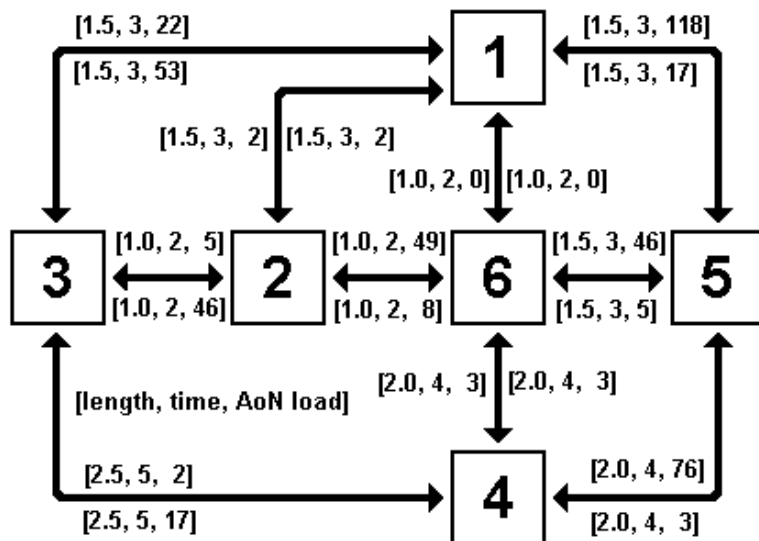 [1.5, 3, 22]
[1.5, 3, 118]
1
[1.5, 3, 53]
[1.5, 3, 17]
[1.5, 3, 2]
[1.5, 3, 2]
[1.0, 2, 0]
[1.0, 2, 0]
[1.0, 2, 5]
[1.0, 2, 49]
[1.5, 3, 46]
3
2
6
5
[1.0, 2, 46]
[1.0, 2, 8]
[1.5, 3, 5]
[2.0, 4, 3]
[2.0, 4, 3]
[length, time, AoN load]
[2.5, 5, 2]
[2.0, 4, 76]
4
[2.5, 5, 17]
[2.0, 4, 3]